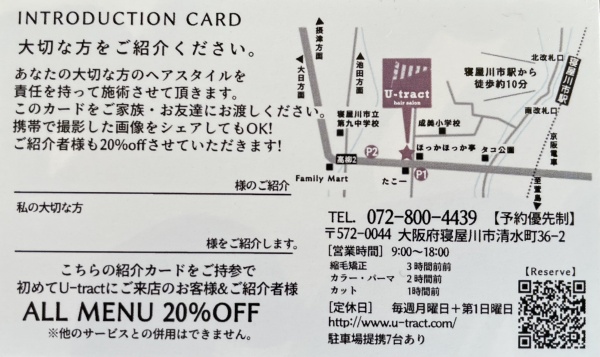 INTRODUCTION CARD
大切な方をご紹介ください。
あなたの大切な方のヘアスタイルを
責任を持って施術させて頂きます。
このカードをご家族・お友達にお渡しください。
携帯で撮影した画像をシェアしてもOK!
ご紹介者様も20%offさせていただきます!
様のご紹介
私の大切な方
様をご紹介します。
こちらの紹介カードをご持参で
初めてU-tractにご来店のお客様&ご紹介者様
ALL MENU 20%OFF
※他のサービスとの併用はできません。
摂津方面
大日方面
池田方面
U-tract
hair salon
寝屋川市駅から
徒歩約10分
北改札口
寝屋川市駅
南改札口
京阪電車
至萱島
寝屋川市立
第九中学校
成美小学校
ほっかほっか亭
タコ公園
高柳2
P2
Family Mart
たこ一
P1
TEL. 072-800-4439 【予約優先制】
〒572-0044 大阪府寝屋川市清水町36-2
[営業時間] 9:00~18:00
縮毛矯正 3時間前
カラー・パーマ 2時間前
カット 1時間前
[定休日] 毎週月曜日+第1日曜日
http://www.u-tract.com/
駐車場提携7台あり
【Reserve】